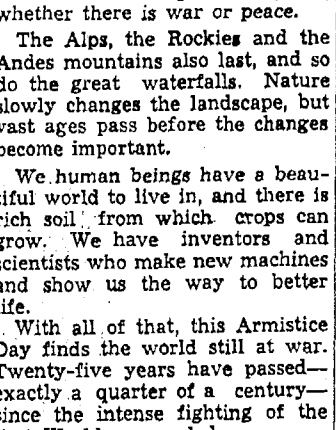 whether there is war or peace.
The Alps, the Rockies and the
Andes mountains also last, and so
do the great waterfalls. Nature
slowly changes the landscape, but
vast ages pass before the changes
become important.
We human beings have a beau-
tiful world to live in, and there is
rich soil from which crops can
grow. We have inventors and
scientists who make new machines
and show us the way to better
life.
With all of that, this Armistice
Day finds the world still at war.
Twenty-five years have passed—
exactly a quarter of a century—
since the intense fighting of the